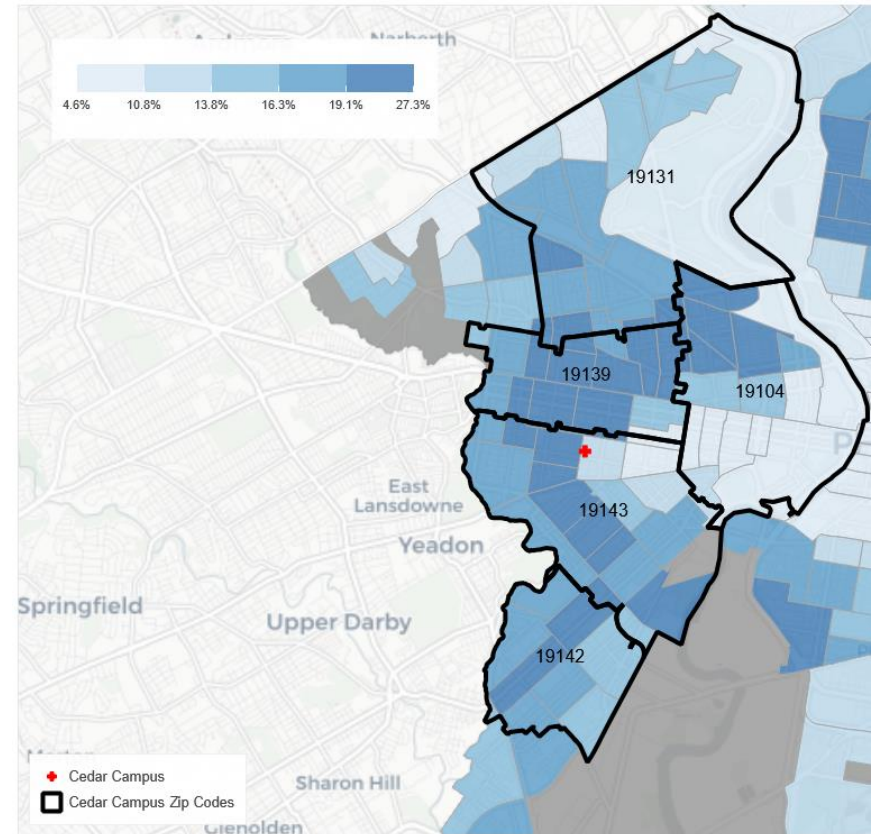 Narberth
4.6%
10.8%
13.8%
16.3%
19.1%
27.3%
19131
19139
19104
East
Lansdowne
19143
Yeadon
Springfield
Upper Darby
19142
Cedar Campus
Cedar Campus Zip Codes
Sharon Hill
Glenolden